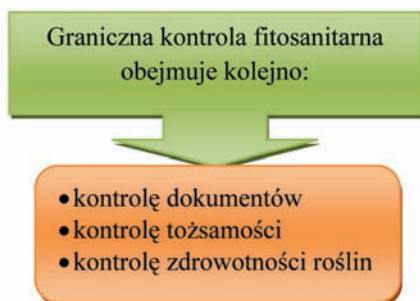 Graniczna kontrola fitosanitarna
obejmuje kolejno:
•kontrolę dokumentów
•kontrolę tożsamości
•kontrolę zdrowotności roślin